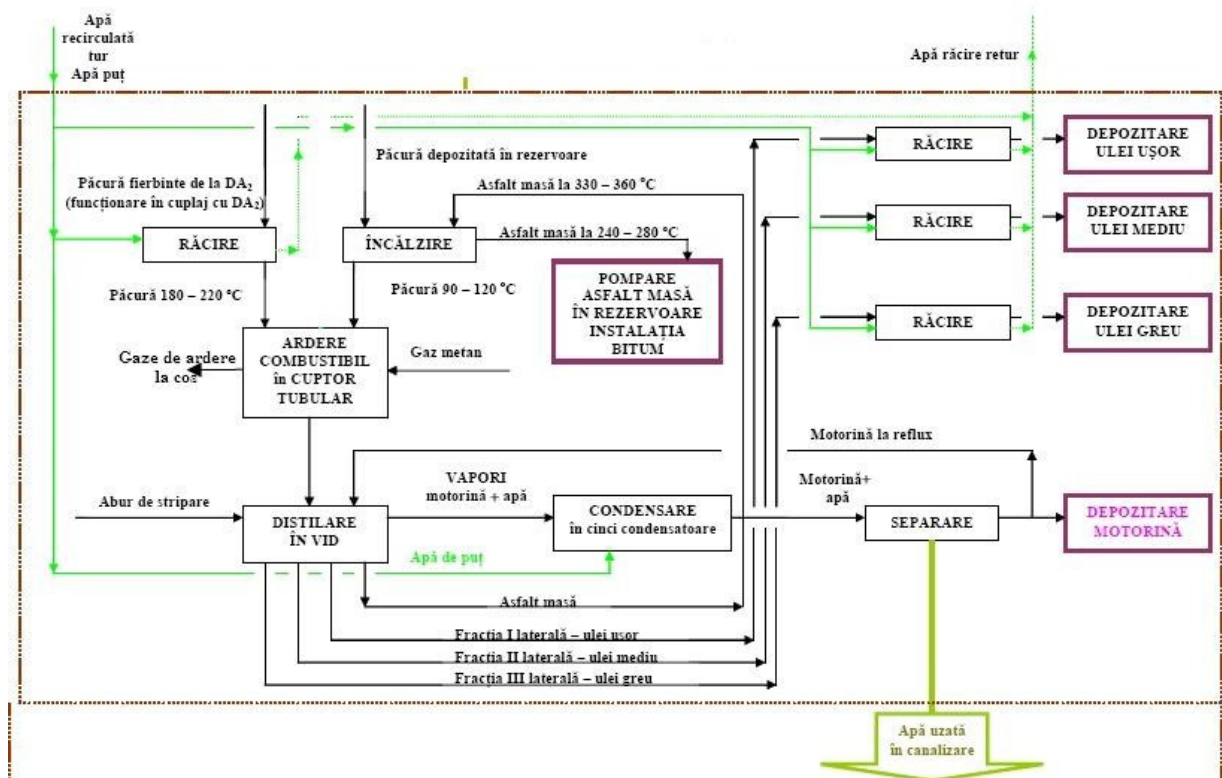 Apă
recirculată
tur
Apă puț
Apă răcire retur
Păcură depozitată în rezervoare
Păcură fierbinte de la DA2
(funcționare în cuplaj cu DA2)
Asfalt masă la 330 – 360 °C
RĂCIRE
ÎNCĂLZIRE
Asfalt masă la 240 – 280 °C
Păcură 180 – 220 °C
Păcură 90 – 120 °C
POMPARE
ASFALT MASĂ
ÎN REZERVOARE
INSTALAȚIA
BITUM
RĂCIRE
DEPOZITARE
ULEI UȘOR
RĂCIRE
DEPOZITARE
ULEI MEDIU
RĂCIRE
DEPOZITARE
ULEI GREU
Gaze de ardere
la cos
ARDERE
COMBUSTIBIL
în CUPTOR
TUBULAR
Gaz metan
Motorină la reflux
Abur de stripare
DISTILARE
ÎN VID
VAPORI
motorină + apă
CONDENSARE
în cinci condensatoare
Motorină+
apă
SEPARARE
DEPOZITARE
MOTORINĂ
Apă de puț
Asfalt masă
Fracția I laterală – ulei ușor
Fracția II laterală – ulei mediu
Fracția III laterală – ulei greu
Apă uzată
în canalizare